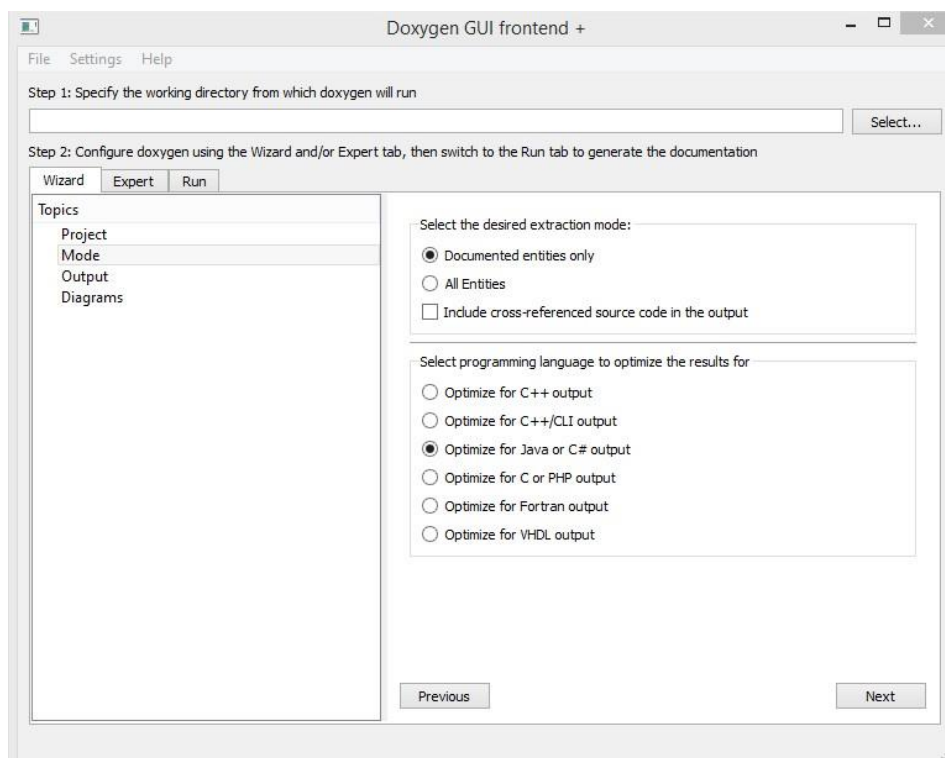 Doxygen GUI frontend +
File Settings Help
Step 1: Specify the working directory from which doxygen will run
Select...
Step 2: Configure doxygen using the Wizard and/or Expert tab, then switch to the Run tab to generate the documentation
Wizard Expert Run
Topics
Project
Mode
Output
Diagrams
Select the desired extraction mode:
Documented entities only
All Entities
Include cross-referenced source code in the output
Select programming language to optimize the results for
Optimize for C++ output
Optimize for C++/CLI output
Optimize for Java or C# output
Optimize for C or PHP output
Optimize for Fortran output
Optimize for VHDL output
Previous Next